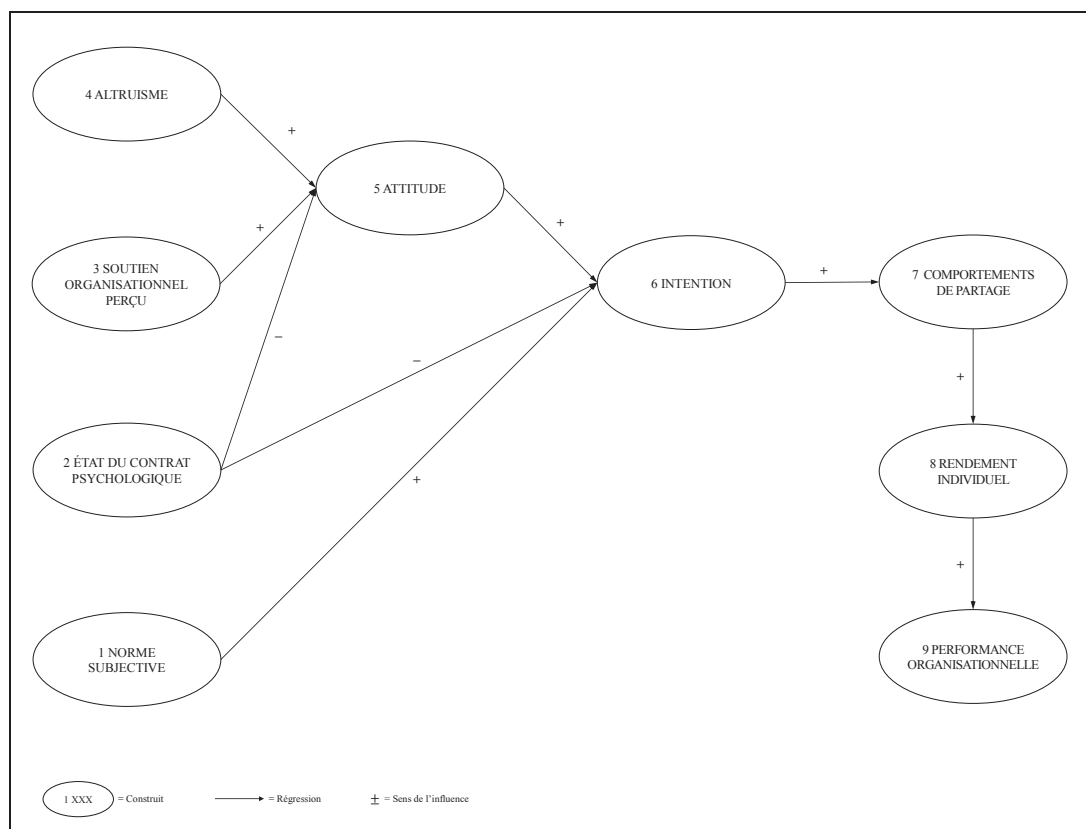 4 ALTRUISME
+
5 ATTITUDE
+
+
3 SOUTIEN
ORGANISATIONNEL
PERÇU
6 INTENTION
+
7 COMPORTEMENTS
DE PARTAGE
–
–
+
2 ÉTAT DU CONTRAT
PSYCHOLOGIQUE
+
8 RENDEMENT
INDIVIDUEL
+
1 NORME
SUBJECTIVE
9 PERFORMANCE
ORGANISATIONNELLE
1 XXX = Construit = Régression ± = Sens de l’influence